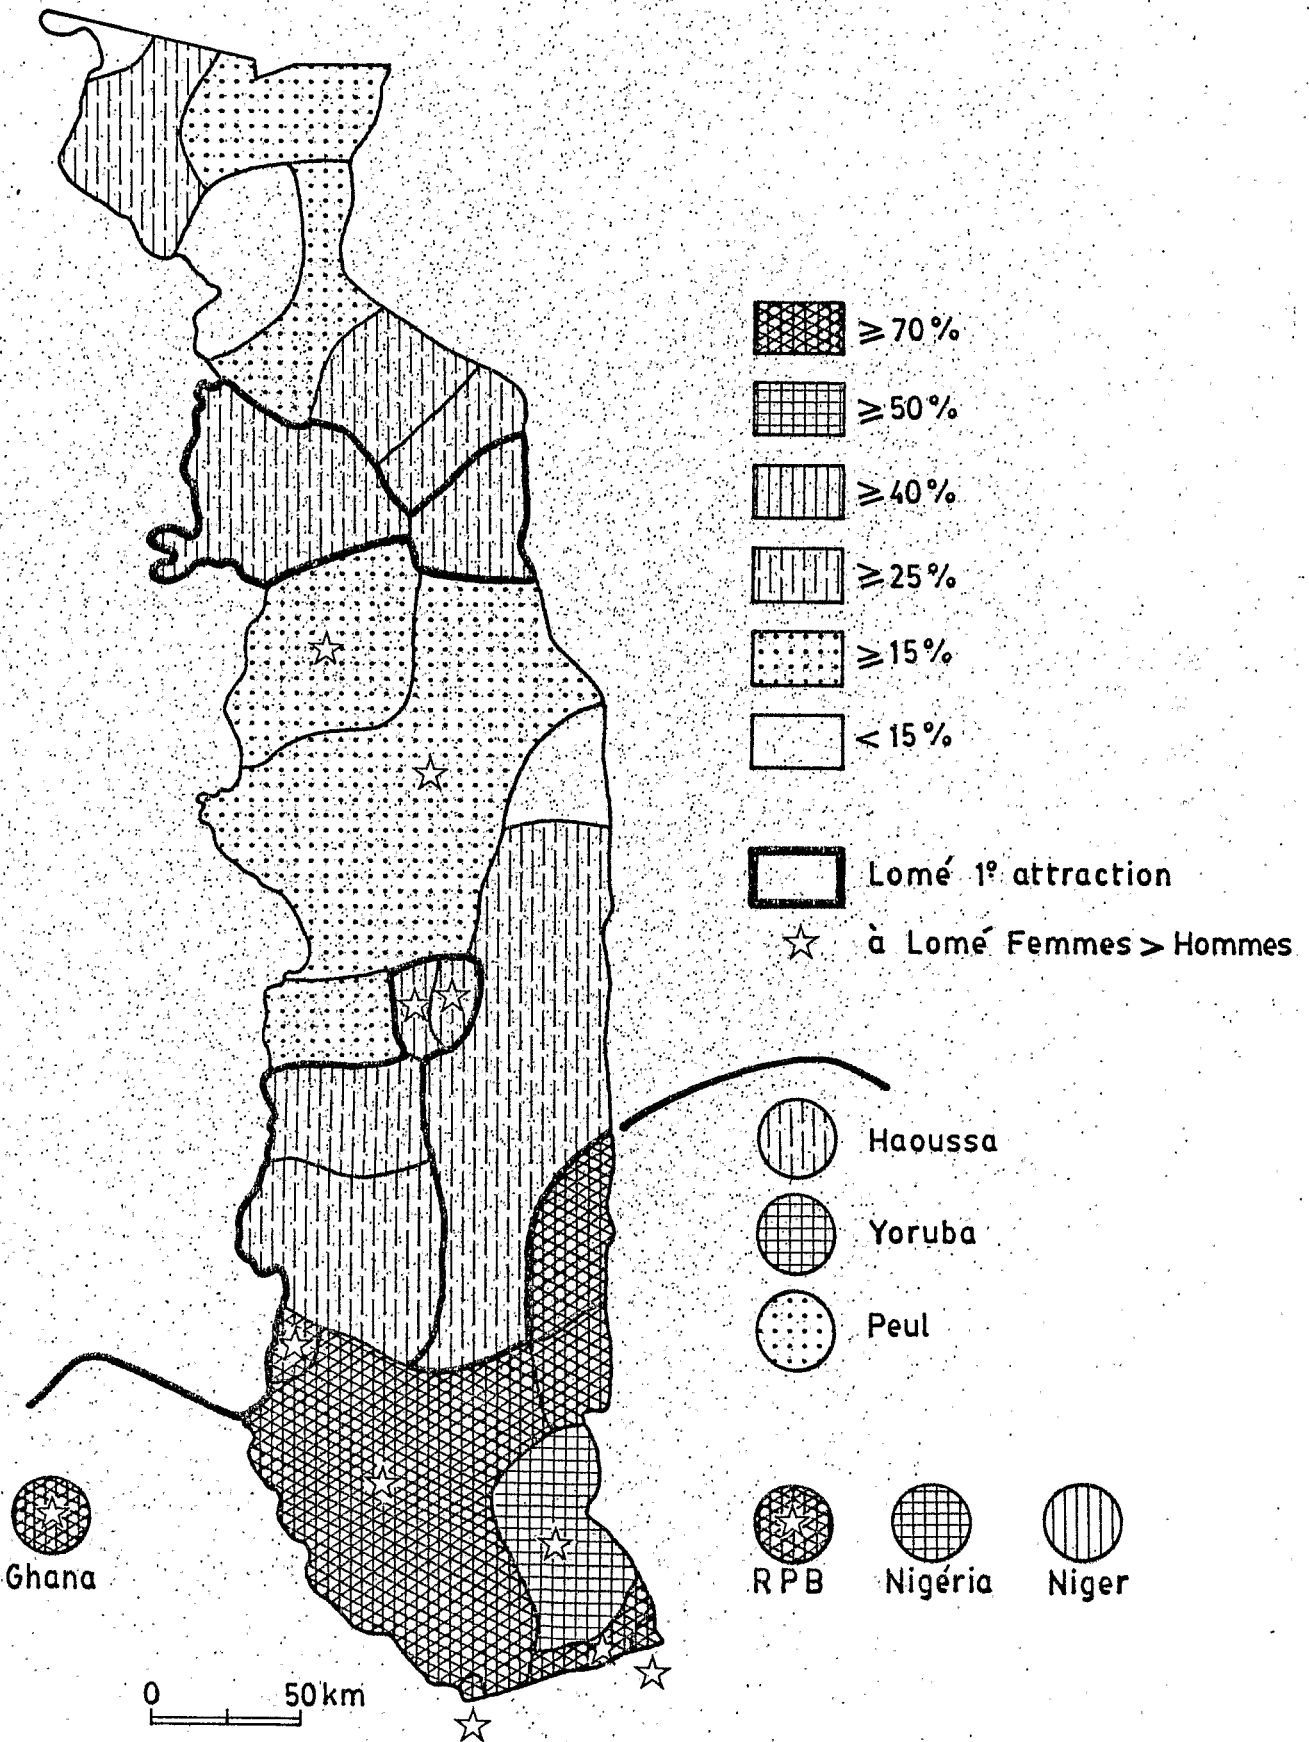 ≥ 70 %
≥ 50 %
≥ 40 %
≥ 25 %
≥ 15 %
< 15 %
Lomé 1º attraction
à Lomé Femmes > Hommes
Haoussa
Yoruba
Peul
Ghana
RPB Nigéria Niger
0 50 km